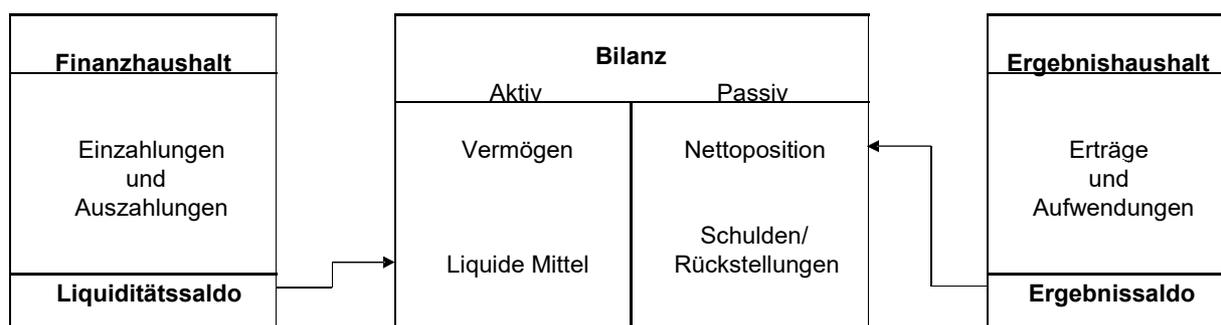 Finanzhaushalt
Einzahlungen
und
Auszahlungen
Liquiditätssaldo
Bilanz
Aktiv
Passiv
Vermögen
Nettoposition
Liquide Mittel
Schulden/
Rückstellungen
Ergebnishaushalt
Erträge
und
Aufwendungen
Ergebnissaldo